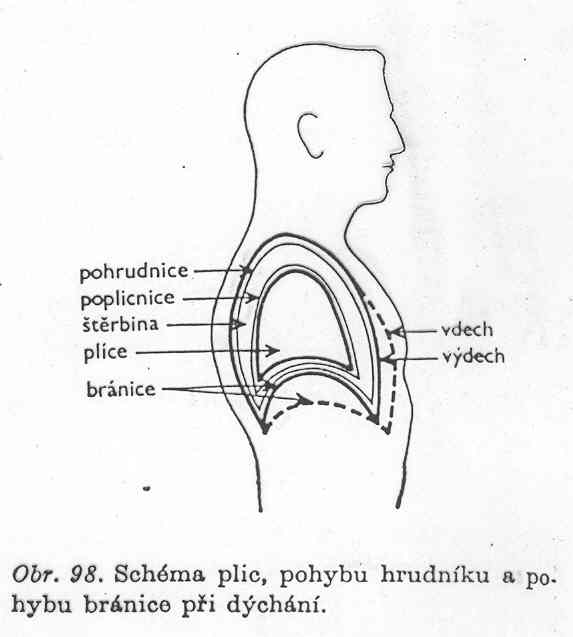 pohrudnice
poplicnice
štěrbina
plíce
bránice
vdech
výdech
Obr. 98. Schéma plic, pohybu hrudníku a po-
hybu bránice při dýchání.